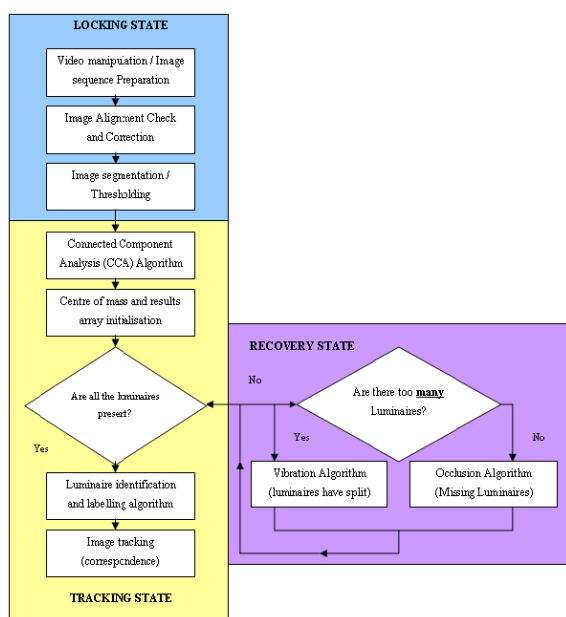 LOCKING STATE
Video manipulation / Image
sequence Preparation
Image Alignment Check
and Correction
Image segmentation /
Thresholding
Connected Component
Analysis (CCA) Algorithm
Centre of mass and results
array initialisation
Are all the luminaires
present?
Yes
Luminaire identification
and labelling algorithm
Image tracking
(correspondence)
TRACKING STATE
RECOVERY STATE
No
Are there too many
Luminaires?
Yes
No
Vibration Algorithm
(luminaires have split)
Occlusion Algorithm
(Missing Luminaires)